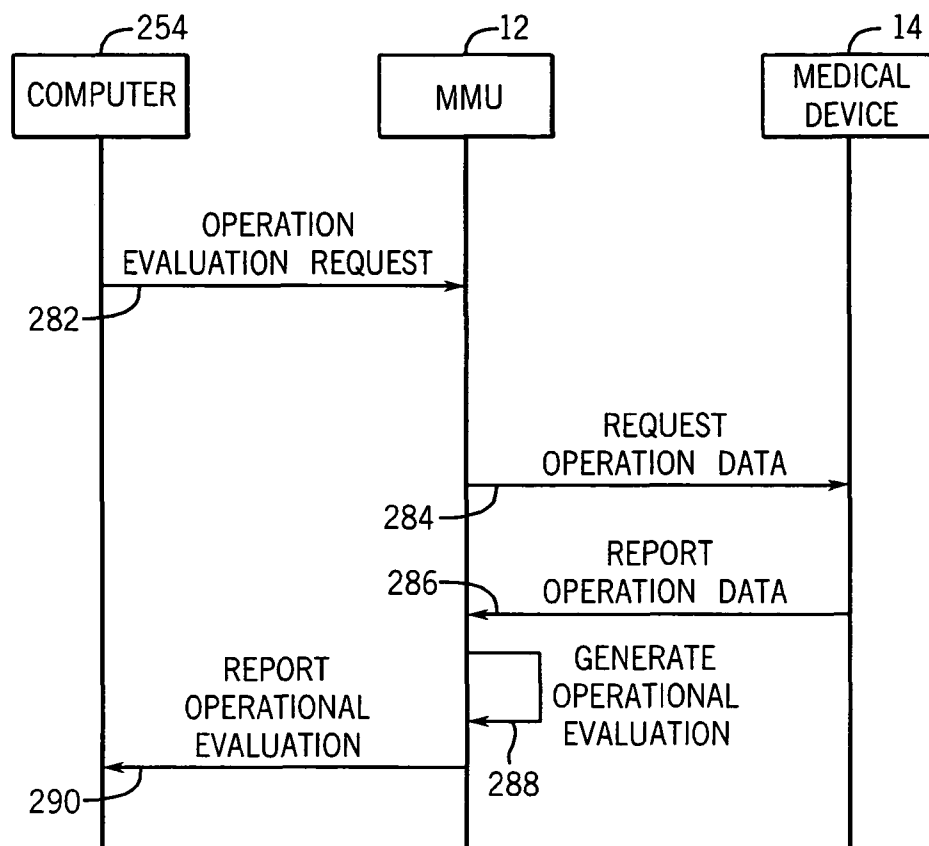 254
12
14
COMPUTER
MMU
MEDICAL
DEVICE
OPERATION
EVALUATION REQUEST
282
REQUEST
OPERATION DATA
284
REPORT
OPERATION DATA
286
GENERATE
OPERATIONAL
EVALUATION
288
REPORT
OPERATIONAL
EVALUATION
290